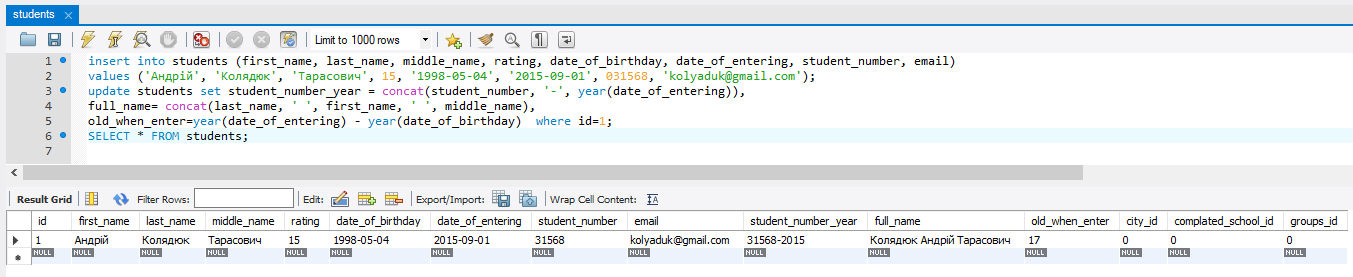 students
Limit to 1000 rows
1 insert into students (first_name, last_name, middle_name, rating, date_of_birthday, date_of_entering, student_number, email)
2 values ('Андрій', 'Колядюк', 'Тарасович', 15, '1998-05-04', '2015-09-01', 031568, 'kolyaduk@gmail.com');
3 update students set student_number_year = concat(student_number, '-', year(date_of_entering)),
4 full_name= concat(last_name, ' ', first_name, ' ', middle_name),
5 old_when_enter=year(date_of_entering) - year(date_of_birthday)  where id=1;
6 SELECT * FROM students;
7
Result Grid Filter Rows: Edit: Export/Import: Wrap Cell Content:
id first_name last_name middle_name rating date_of_birthday date_of_entering student_number email student_number_year full_name old_when_enter city_id complated_school_id groups_id
1 Андрій Колядюк Тарасович 15 1998-05-04 2015-09-01 31568 kolyaduk@gmail.com 31568-2015 Колядюк Андрій Тарасович 17 0 0 0
NULL NULL NULL NULL NULL NULL NULL NULL NULL NULL NULL NULL NULL NULL NULL